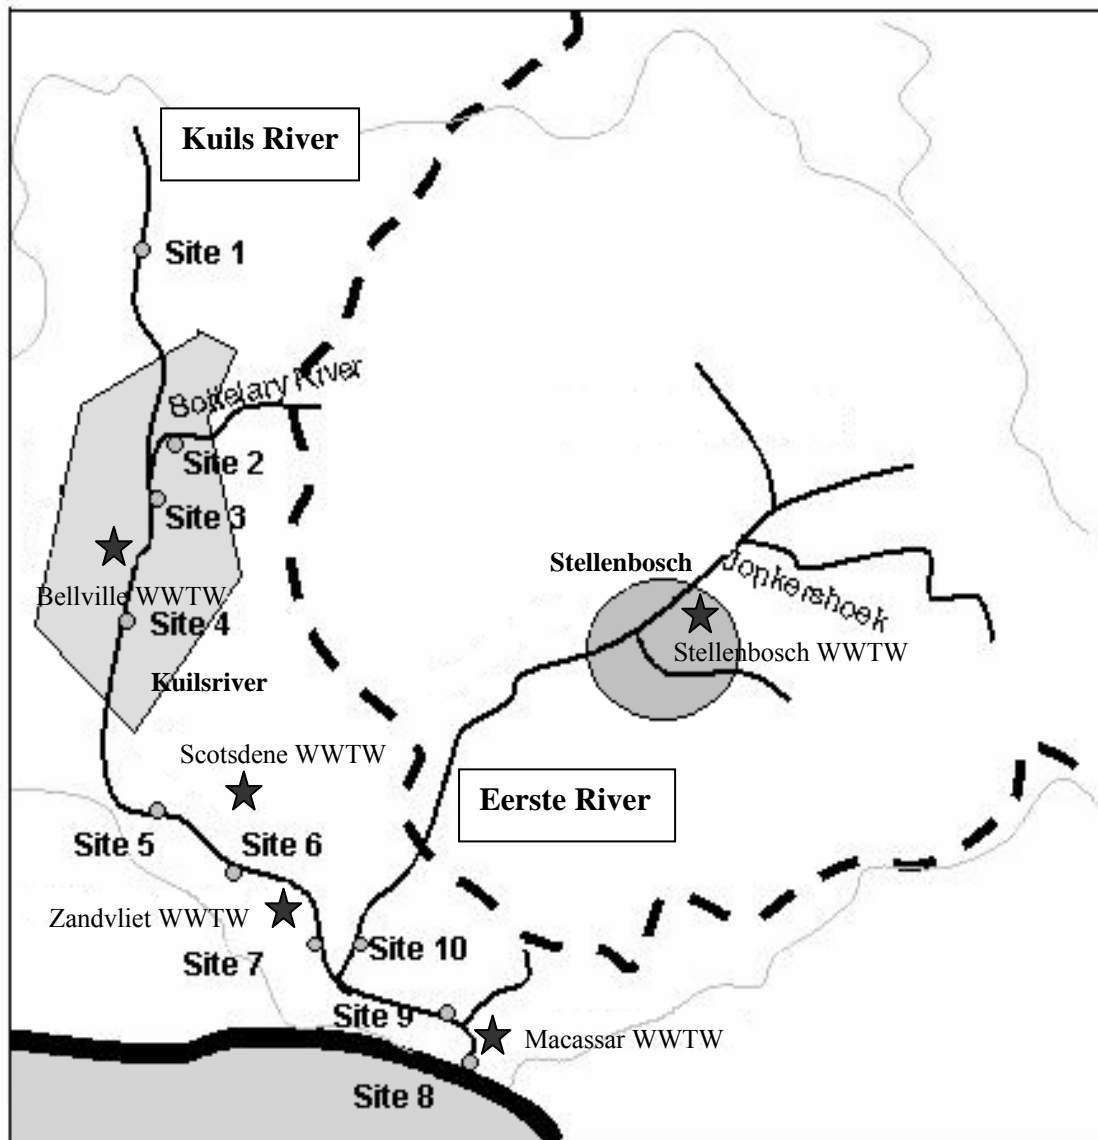 Kuils River
Site 1
Bottelary River
Site 2
Site 3
Stellenbosch
Jonkershoek
Bellville WWTW
Site 4
Stellenbosch WWTW
Kuilsriver
Scotsdene WWTW
Eerste River
Site 5
Site 6
Zandvliet WWTW
Site 7
Site 10
Site 9
Macassar WWTW
Site 8